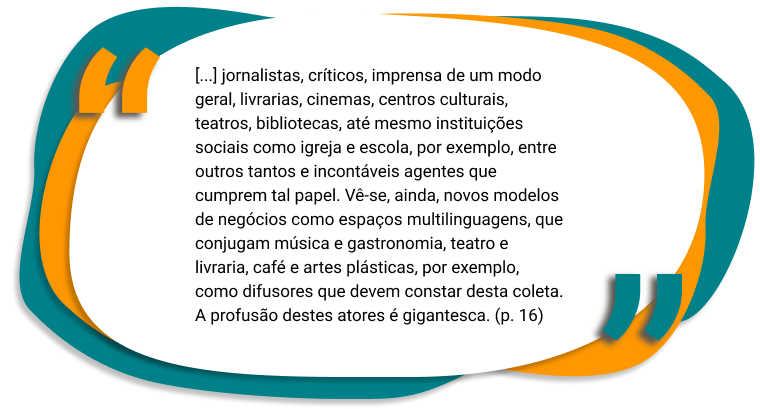 [...] jornalistas, críticos, imprensa de um modo
geral, livrarias, cinemas, centros culturais,
teatros, bibliotecas, até mesmo instituições
sociais como igreja e escola, por exemplo, entre
outros tantos e incontáveis agentes que
cumprem tal papel. Vê-se, ainda, novos modelos
de negócios como espaços multilinguagens, que
conjugam música e gastronomia, teatro e
livraria, café e artes plásticas, por exemplo,
como difusores que devem constar desta coleta.
A profusão destes atores é gigantesca. (p. 16)